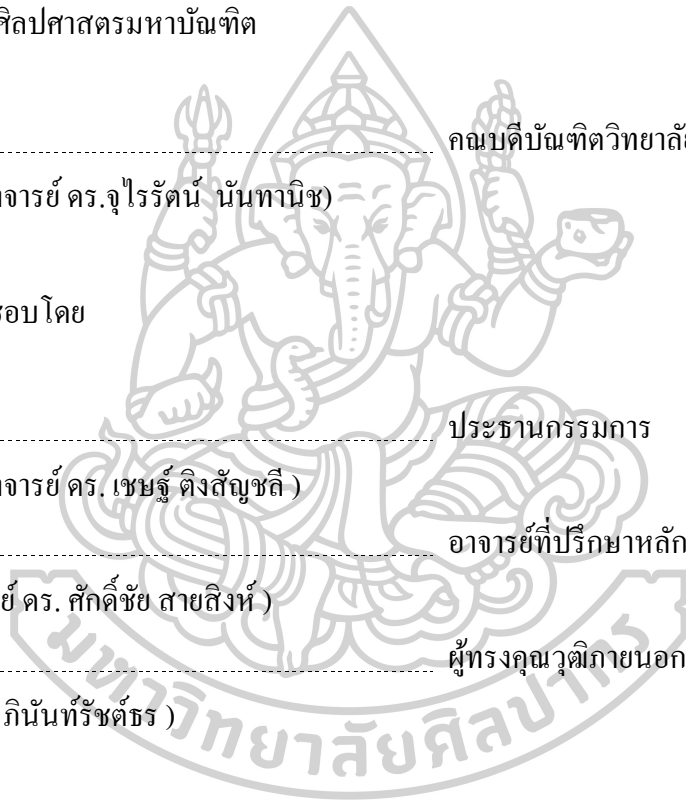 ศิลปศาสตรมหาบัณฑิต
คณบดีบัณฑิตวิทยาลัย
าจารย์ ดร.จุไรรัตน์ นันทานิช)
สอบโดย
ประธานกรรมการ
าจารย์ ดร. เชษฐ์ ติงสัญชลี )
อาจารย์ที่ปรึกษาหลัก
ย์ ดร. ศักดิ์ชัย สายสิงห์ )
ผู้ทรงคุณวุฒิภายนอก
ภินันท์รัชต์ธร )
มหาวิทยาลัยศิลปากร